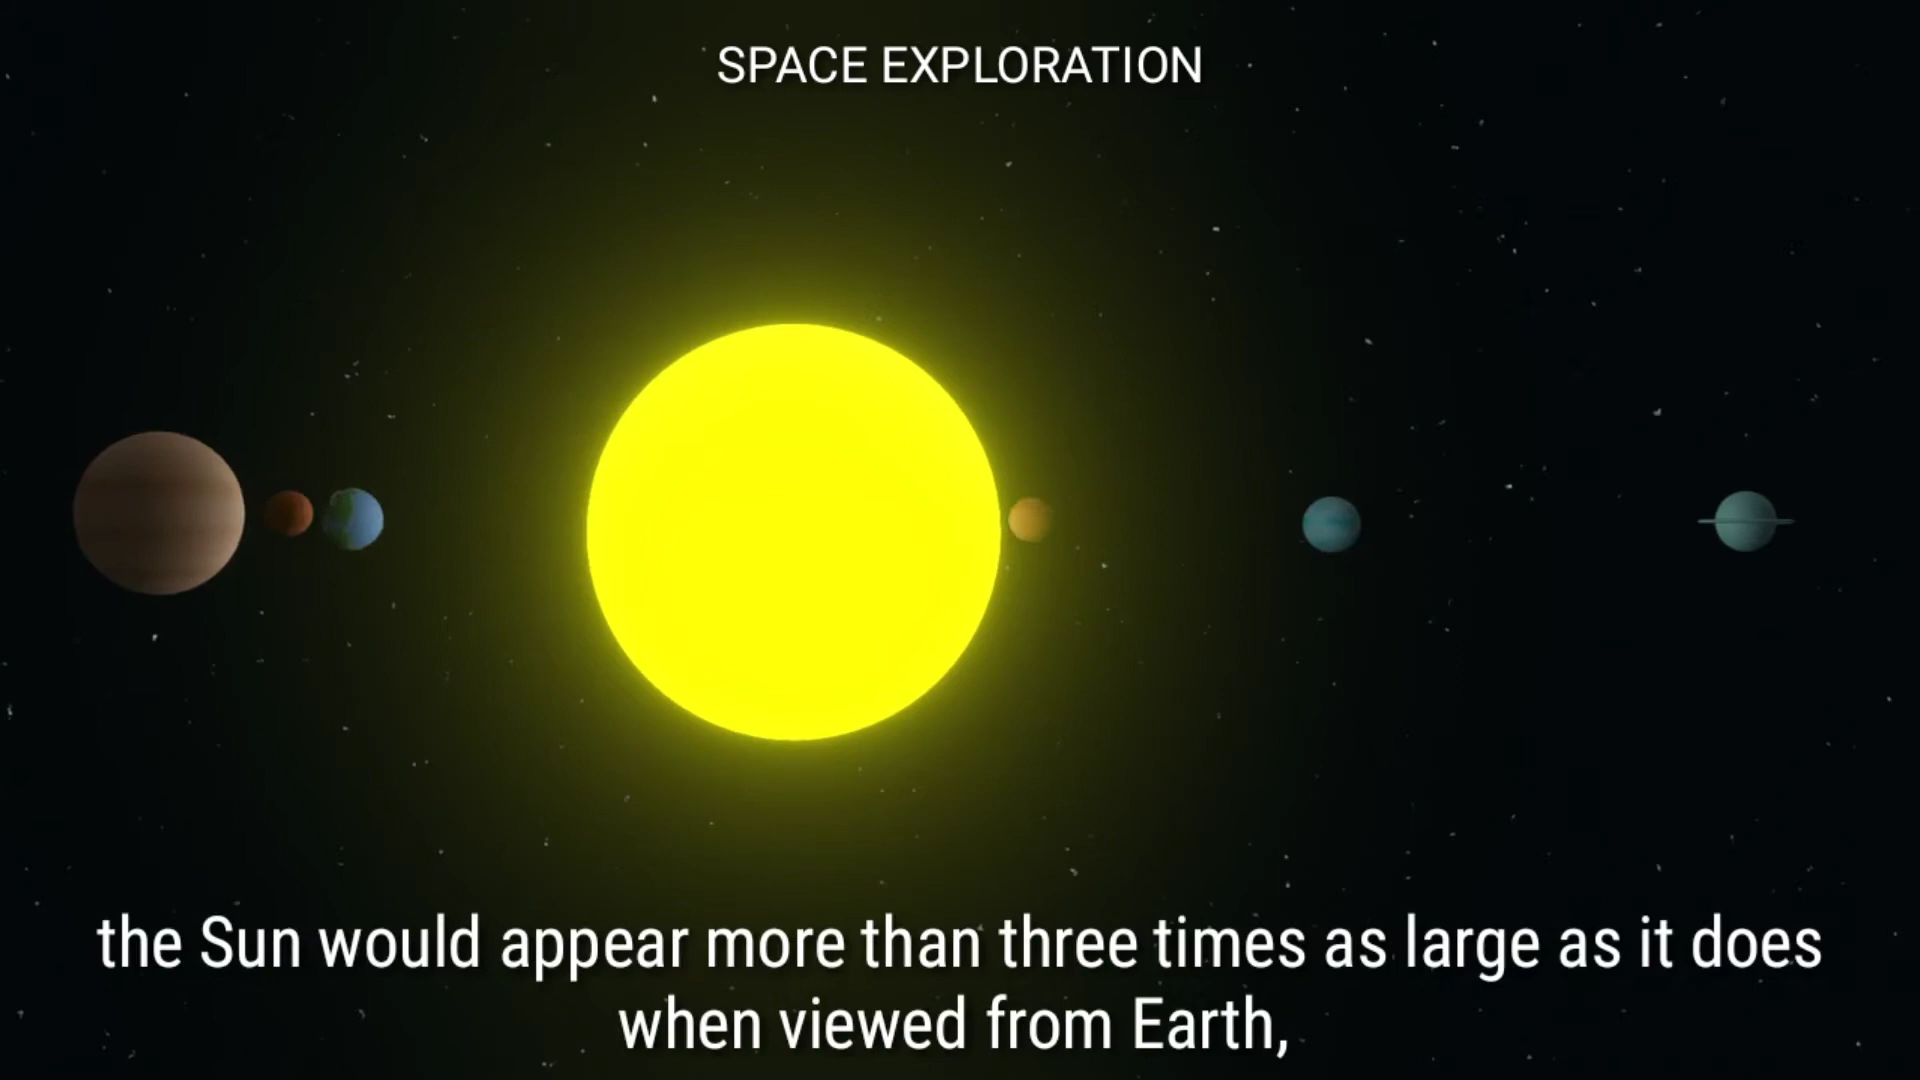 SPACE EXPLORATION
the Sun would appear more than three times as large as it does
when viewed from Earth,